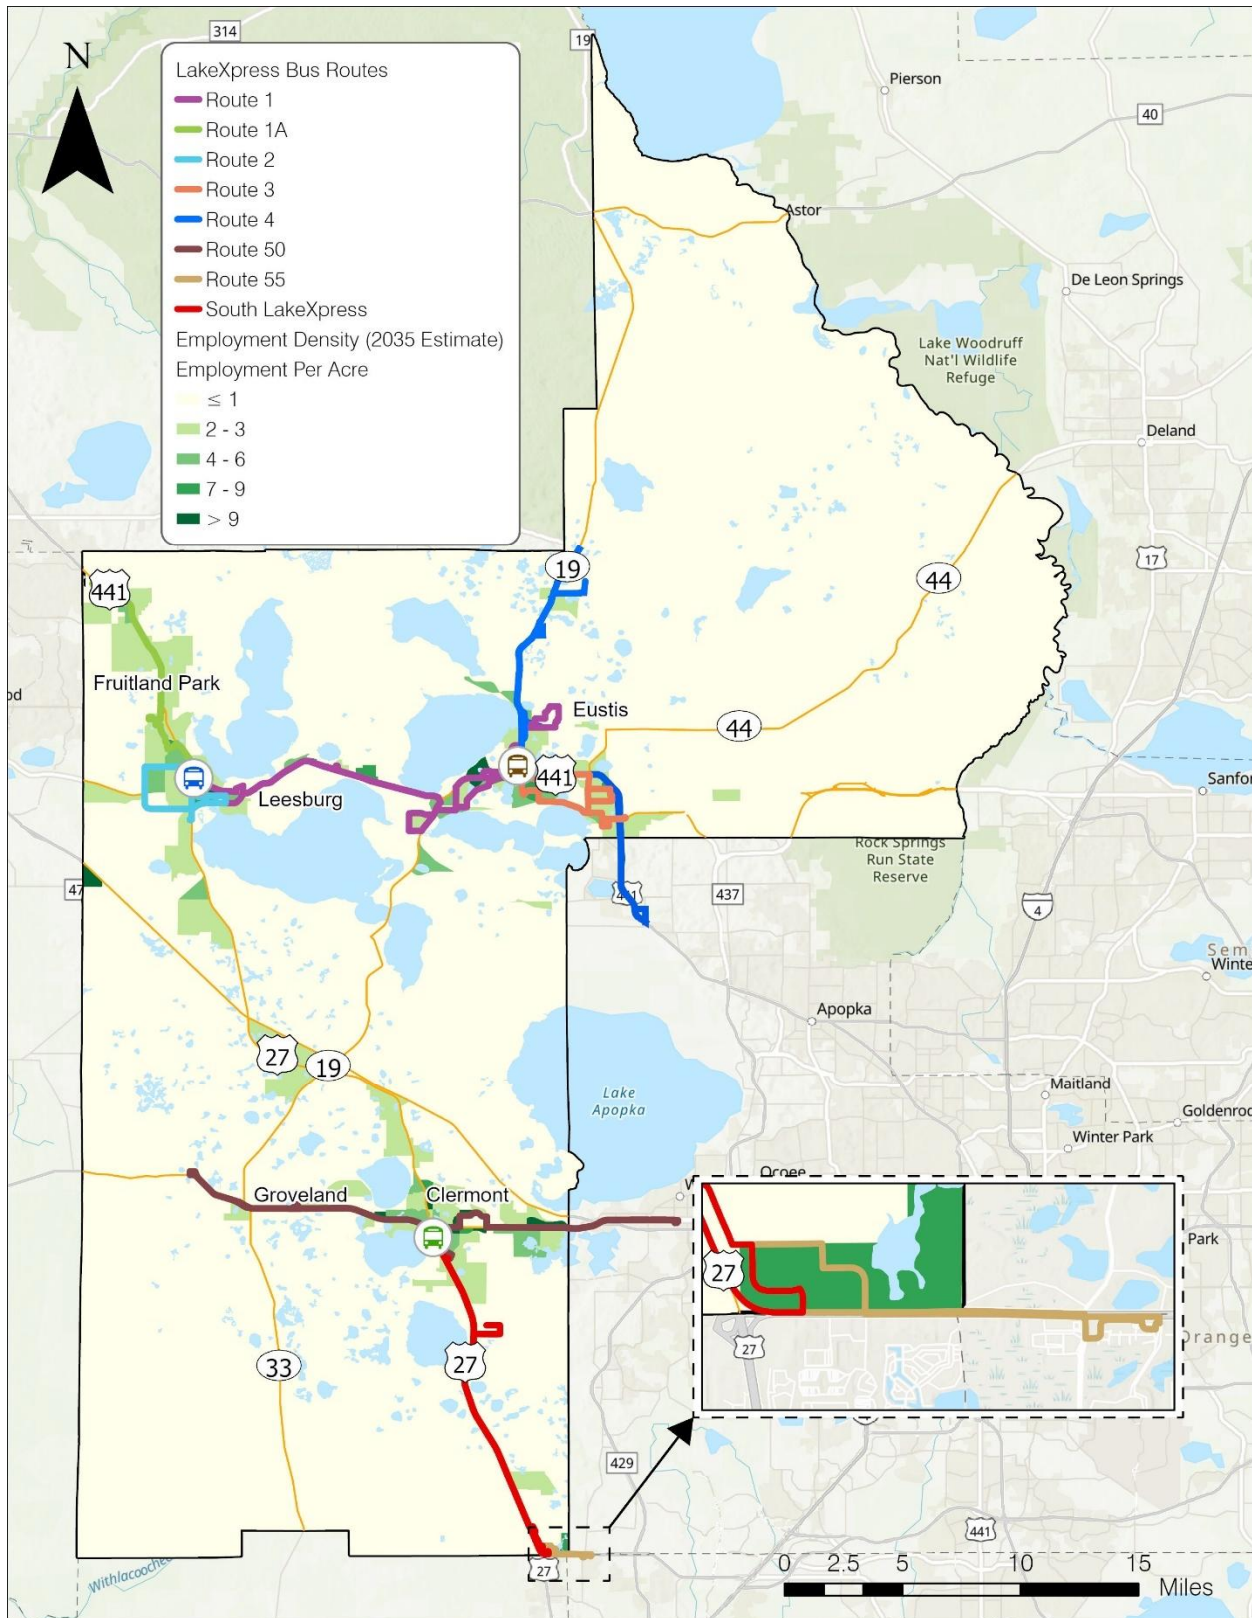 314
19
N
LakeXpress Bus Routes
Route 1
Route 1A
Route 2
Route 3
Route 4
Route 50
Route 55
South LakeXpress
Employment Density (2035 Estimate)
Employment Per Acre
≤ 1
2 - 3
4 - 6
7 - 9
> 9
Pierson
40
Astor
De Leon Springs
Lake Woodruff
Nat'l Wildlife
Refuge
Deland
17
19
44
441
Fruitland Park
Eustis
44
441
Leesburg
Sanfor
Rock Springs
Run State
Reserve
47
441
437
4
Sem
Winte
Apopka
27
19
Lake
Apopka
Maitland
Goldenrod
Winter Park
Ocoee
W
Groveland
Clermont
Park
27
27
Orange
33
27
429
441
27
Withlacoochee
0 2.5 5 10 15
Miles